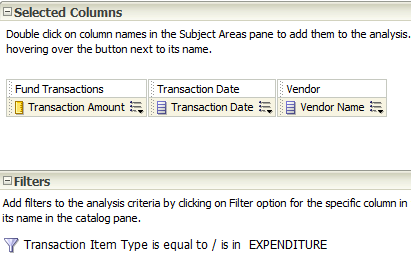 Selected Columns
Double click on column names in the Subject Areas pane to add them to the analysis.
hovering over the button next to its name.
Fund Transactions Transaction Date Vendor
Transaction Amount Transaction Date Vendor Name
Filters
Add filters to the analysis criteria by clicking on Filter option for the specific column in
its name in the catalog pane.
Transaction Item Type is equal to / is in EXPENDITURE